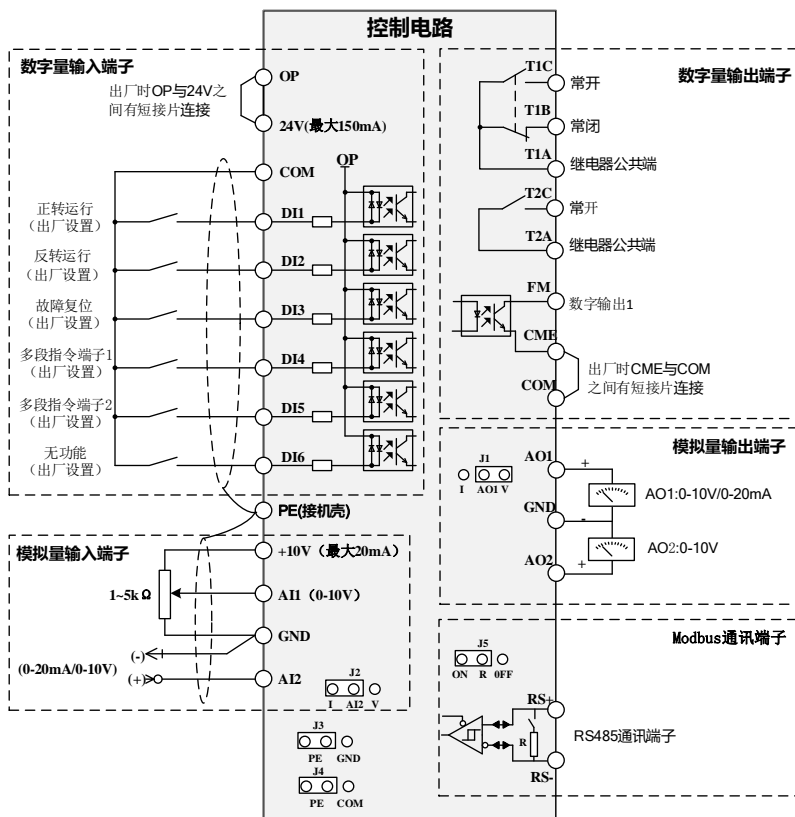 控制电路
数字量输入端子
出厂时OP与24V之
间有短接片连接
OP
24V(最大150mA)
COM
OP
正转运行
(出厂设置)
DI1
反转运行
(出厂设置)
DI2
故障复位
(出厂设置)
DI3
多段指令端子1
(出厂设置)
DI4
多段指令端子2
(出厂设置)
DI5
无功能
(出厂设置)
DI6
PE(接机壳)
模拟量输入端子
+10V(最大20mA)
1~5k Ω
AI1(0-10V)
GND
(-)
(0-20mA/0-10V)
(+)
AI2
J2
I AI2 V
J3
PE GND
J4
PE COM
数字量输出端子
T1C
常开
T1B
常闭
T1A
继电器公共端
T2C
常开
T2A
继电器公共端
FM
数字输出1
CME
出厂时CME与COM
之间有短接片连接
COM
模拟量输出端子
J1
I AO1 V
AO1
+
AO1:0-10V/0-20mA
GND
-
AO2:0-10V
AO2
+
Modbus通讯端子
J5
ON R 0FF
RS+
R
RS485通讯端子
RS-